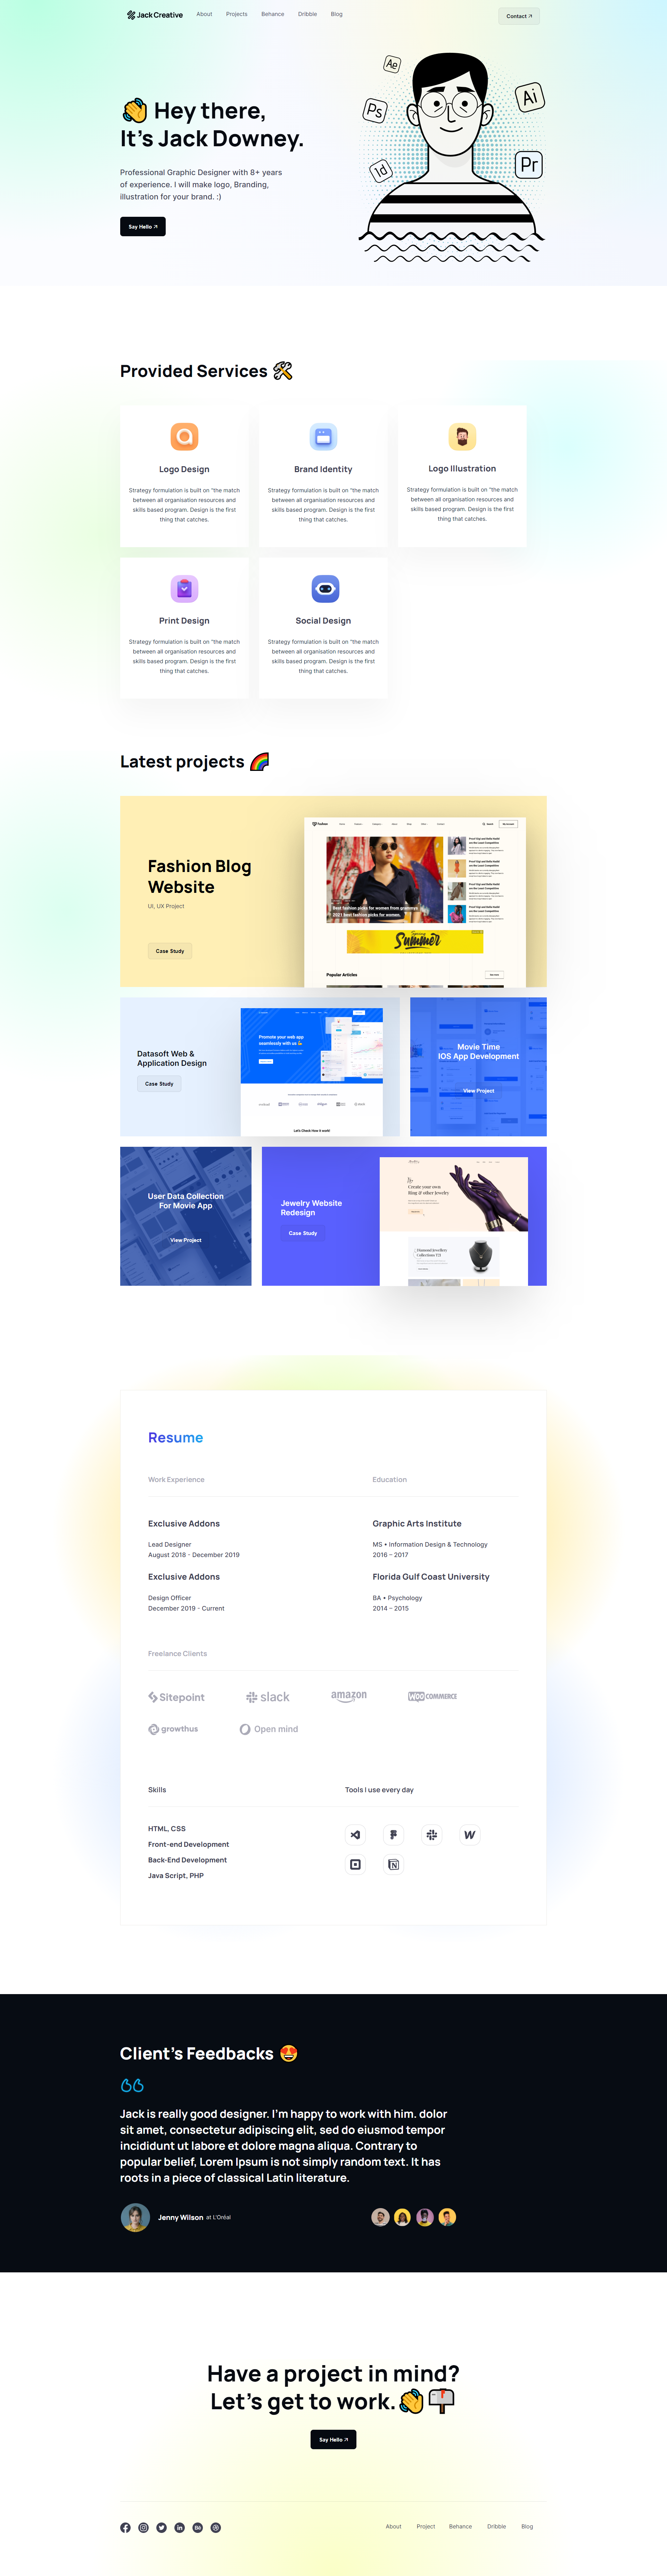 Jack Creative
About
Projects
Behance
Dribble
Blog
Contact
Hey there,
It's Jack Downey.
Professional Graphic Designer with 8+ years
of experience. I will make logo, Branding,
illustration for your brand. :)
Say Hello
Ae
Ps
Ai
Id
Pr
Provided Services
Logo Design
Strategy formulation is built on "the match
between all organisation resources and
skills based program. Design is the first
thing that catches.
Brand Identity
Strategy formulation is built on "the match
between all organisation resources and
skills based program. Design is the first
thing that catches.
Logo Illustration
Strategy formulation is built on "the match
between all organisation resources and
skills based program. Design is the first
thing that catches.
Print Design
Strategy formulation is built on "the match
between all organisation resources and
skills based program. Design is the first
thing that catches.
Social Design
Strategy formulation is built on "the match
between all organisation resources and
skills based program. Design is the first
thing that catches.
Latest projects
Fashion Blog
Website
UI, UX Project
Case Study
Best fashion picks for women from grammys
2021 best fashion picks for women.
Summer
Popular Articles
Datasoft Web &
Application Design
Case Study
Promote your web app
seamlessly with us
Let's Check How it work!
Movie Time
IOS App Development
View Project
User Data Collection
For Movie App
View Project
Jewelry Website
Redesign
Case Study
Create your own
Ring & other jewelry
Diamond Jewellery
Collections
Resume
Work Experience
Education
Exclusive Addons
Lead Designer
August 2018 - December 2019
Graphic Arts Institute
MS • Information Design & Technology
2016 – 2017
Exclusive Addons
Design Officer
December 2019 - Current
Florida Gulf Coast University
BA • Psychology
2014 – 2015
Freelance Clients
Sitepoint
slack
amazon
WOO COMMERCE
growthus
Open mind
Skills
HTML, CSS
Front-end Development
Back-End Development
Java Script, PHP
Tools I use every day
Client's Feedbacks
Jack is really good designer. I'm happy to work with him. dolor
sit amet, consectetur adipiscing elit, sed do eiusmod tempor
incididunt ut labore et dolore magna aliqua. Contrary to
popular belief, Lorem Ipsum is not simply random text. It has
roots in a piece of classical Latin literature.
Jenny Wilson at L'Oréal
Have a project in mind?
Let's get to work.
Say Hello
About
Project
Behance
Dribble
Blog